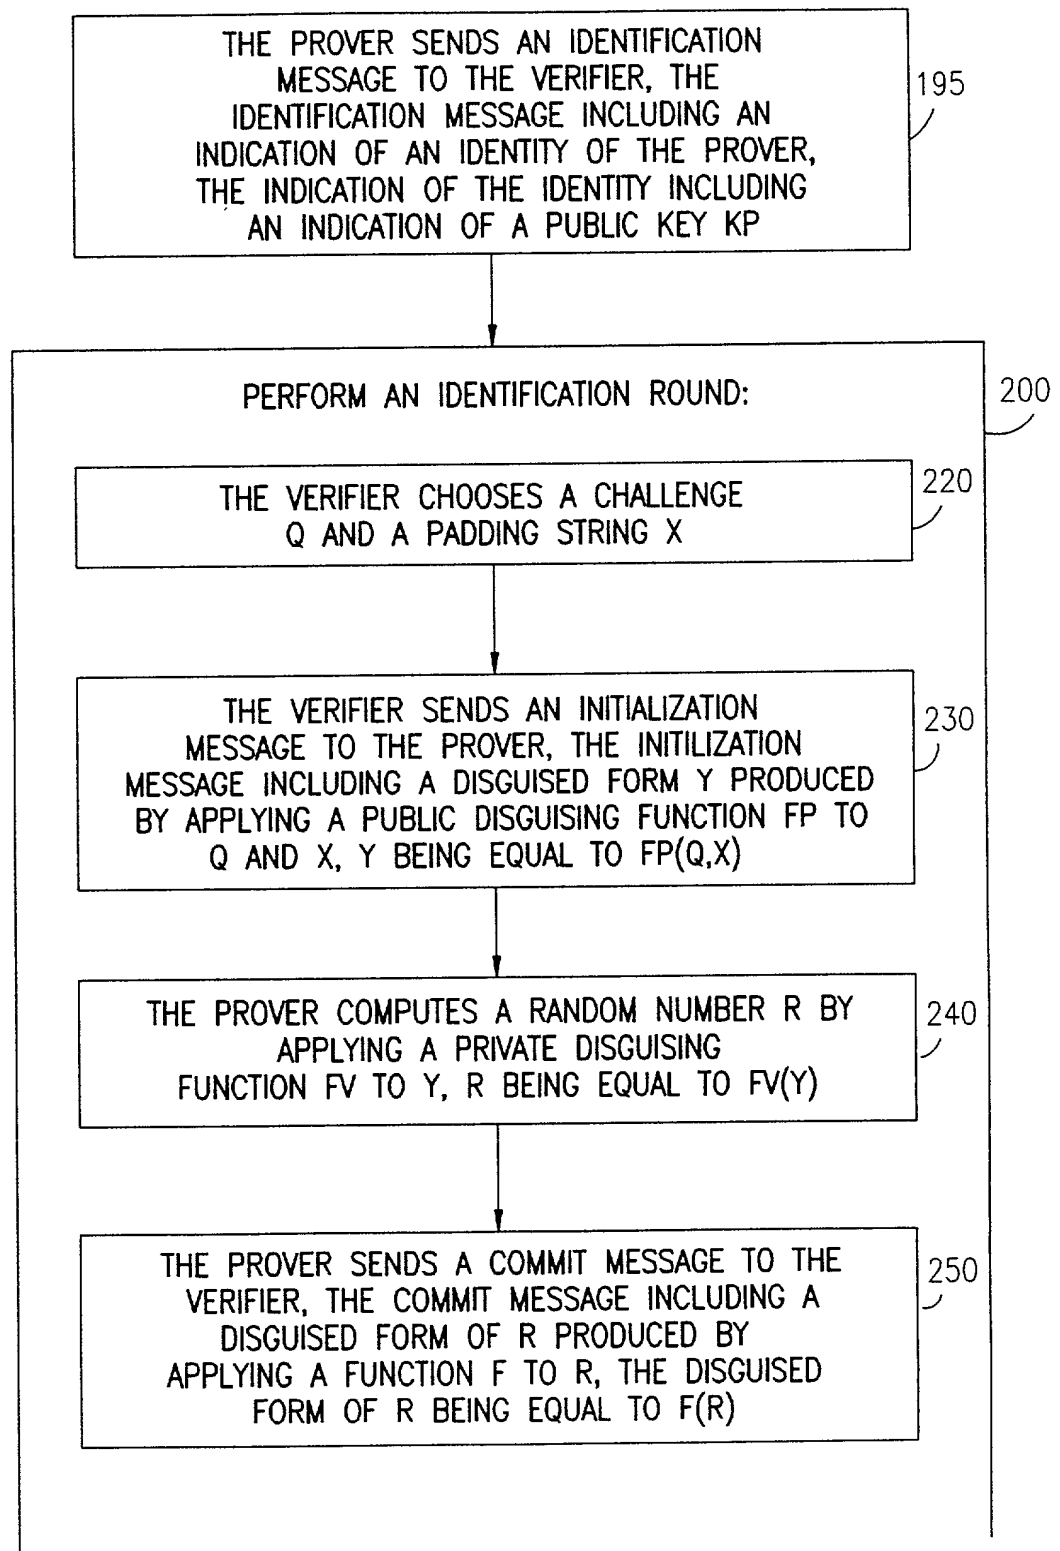 THE PROVER SENDS AN IDENTIFICATION
MESSAGE TO THE VERIFIER, THE
IDENTIFICATION MESSAGE INCLUDING AN
INDICATION OF AN IDENTITY OF THE PROVER,
THE INDICATION OF THE IDENTITY INCLUDING
AN INDICATION OF A PUBLIC KEY KP
195
PERFORM AN IDENTIFICATION ROUND:
200
THE VERIFIER CHOOSES A CHALLENGE
Q AND A PADDING STRING X
220
THE VERIFIER SENDS AN INITIALIZATION
MESSAGE TO THE PROVER, THE INITILIZATION
MESSAGE INCLUDING A DISGUISED FORM Y PRODUCED
BY APPLYING A PUBLIC DISGUISING FUNCTION FP TO
Q AND X, Y BEING EQUAL TO FP(Q,X)
230
THE PROVER COMPUTES A RANDOM NUMBER R BY
APPLYING A PRIVATE DISGUISING
FUNCTION FV TO Y, R BEING EQUAL TO FV(Y)
240
THE PROVER SENDS A COMMIT MESSAGE TO THE
VERIFIER, THE COMMIT MESSAGE INCLUDING A
DISGUISED FORM OF R PRODUCED BY
APPLYING A FUNCTION F TO R, THE DISGUISED
FORM OF R BEING EQUAL TO F(R)
250